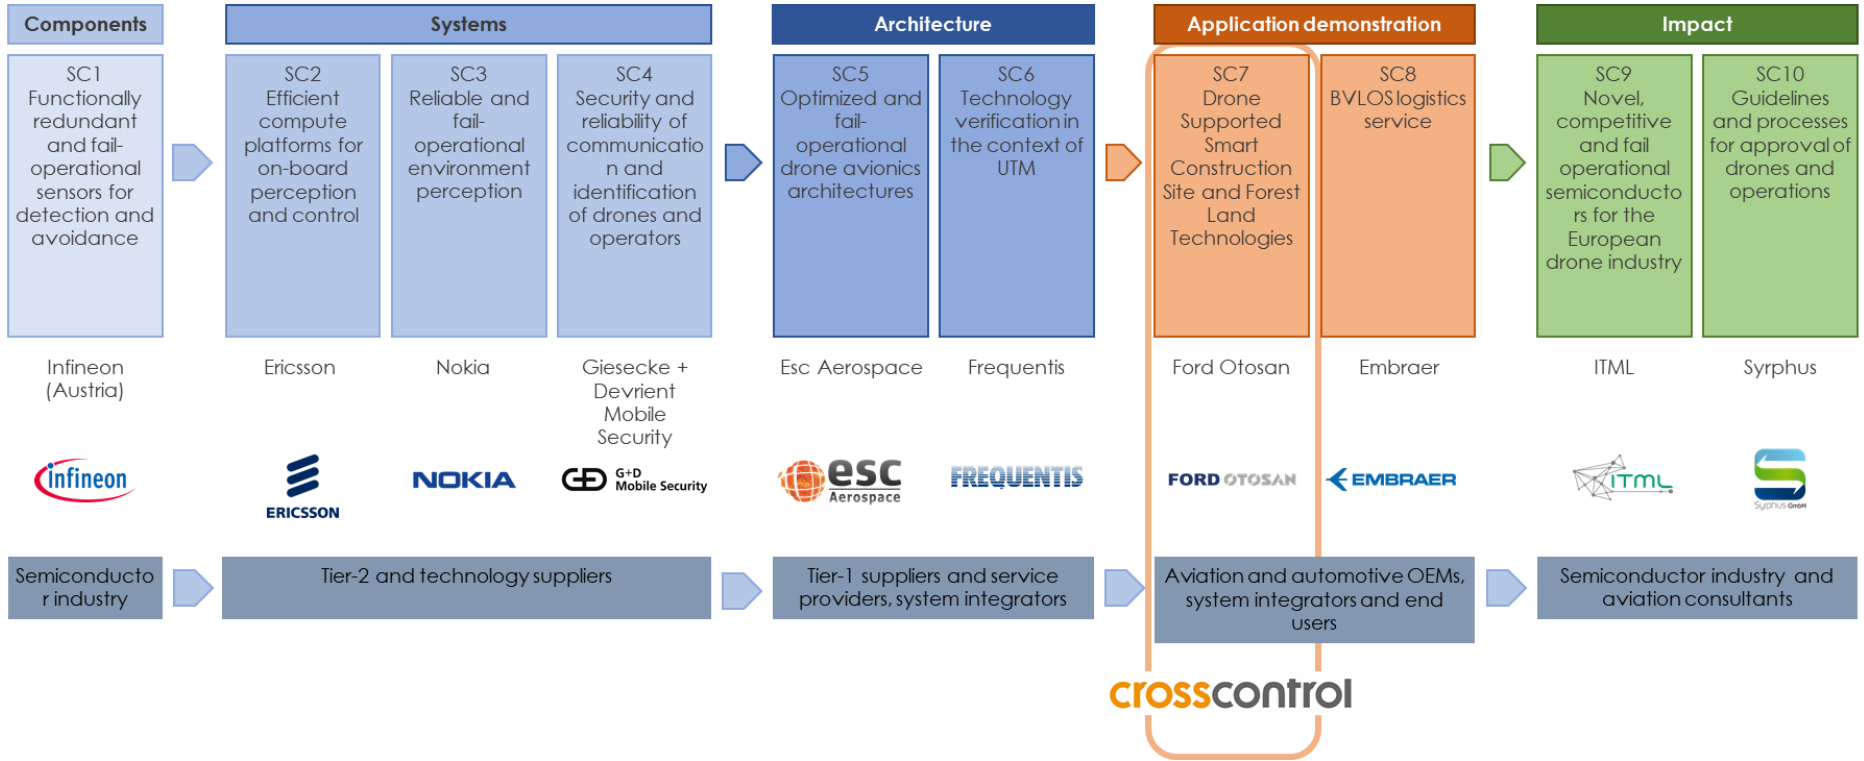 Components
Systems
Architecture
Application demonstration
Impact
SC1
Functionally
redundant
and fail-
operational
sensors for
detection and
avoidance
SC2
Efficient
compute
platforms for
on-board
perception
and control
SC3
Reliable and
fail-
operational
environment
perception
SC4
Security and
reliability of
communicatio
n and
identification
of drones and
operators
SC5
Optimized and
fail-
operational
drone avionics
architectures
SC6
Technology
verification in
the context of
UTM
SC7
Drone
Supported
Smart
Construction
Site and Forest
Land
Technologies
SC8
BVLOS logistics
service
SC9
Novel,
competitive
and fail
operational
semiconducto
rs for the
European
drone industry
SC10
Guidelines
and processes
for approval of
drones and
operations
Infineon
(Austria)
Ericsson
Nokia
Giesecke +
Devrient
Mobile
Security
Esc Aerospace
Frequentis
Ford Otosan
Embraer
ITML
Syrphus
infineon
ERICSSON
NOKIA
G+D
Mobile Security
esc
Aerospace
FREQUENTIS
FORD OTOSAN
EMBRAER
ITML
Syrphus GmbH
Semiconducto
r industry
Tier-2 and technology suppliers
Tier-1 suppliers and service
providers, system integrators
Aviation and automotive OEMs,
system integrators and end
users
Semiconductor industry and
aviation consultants
crosscontrol